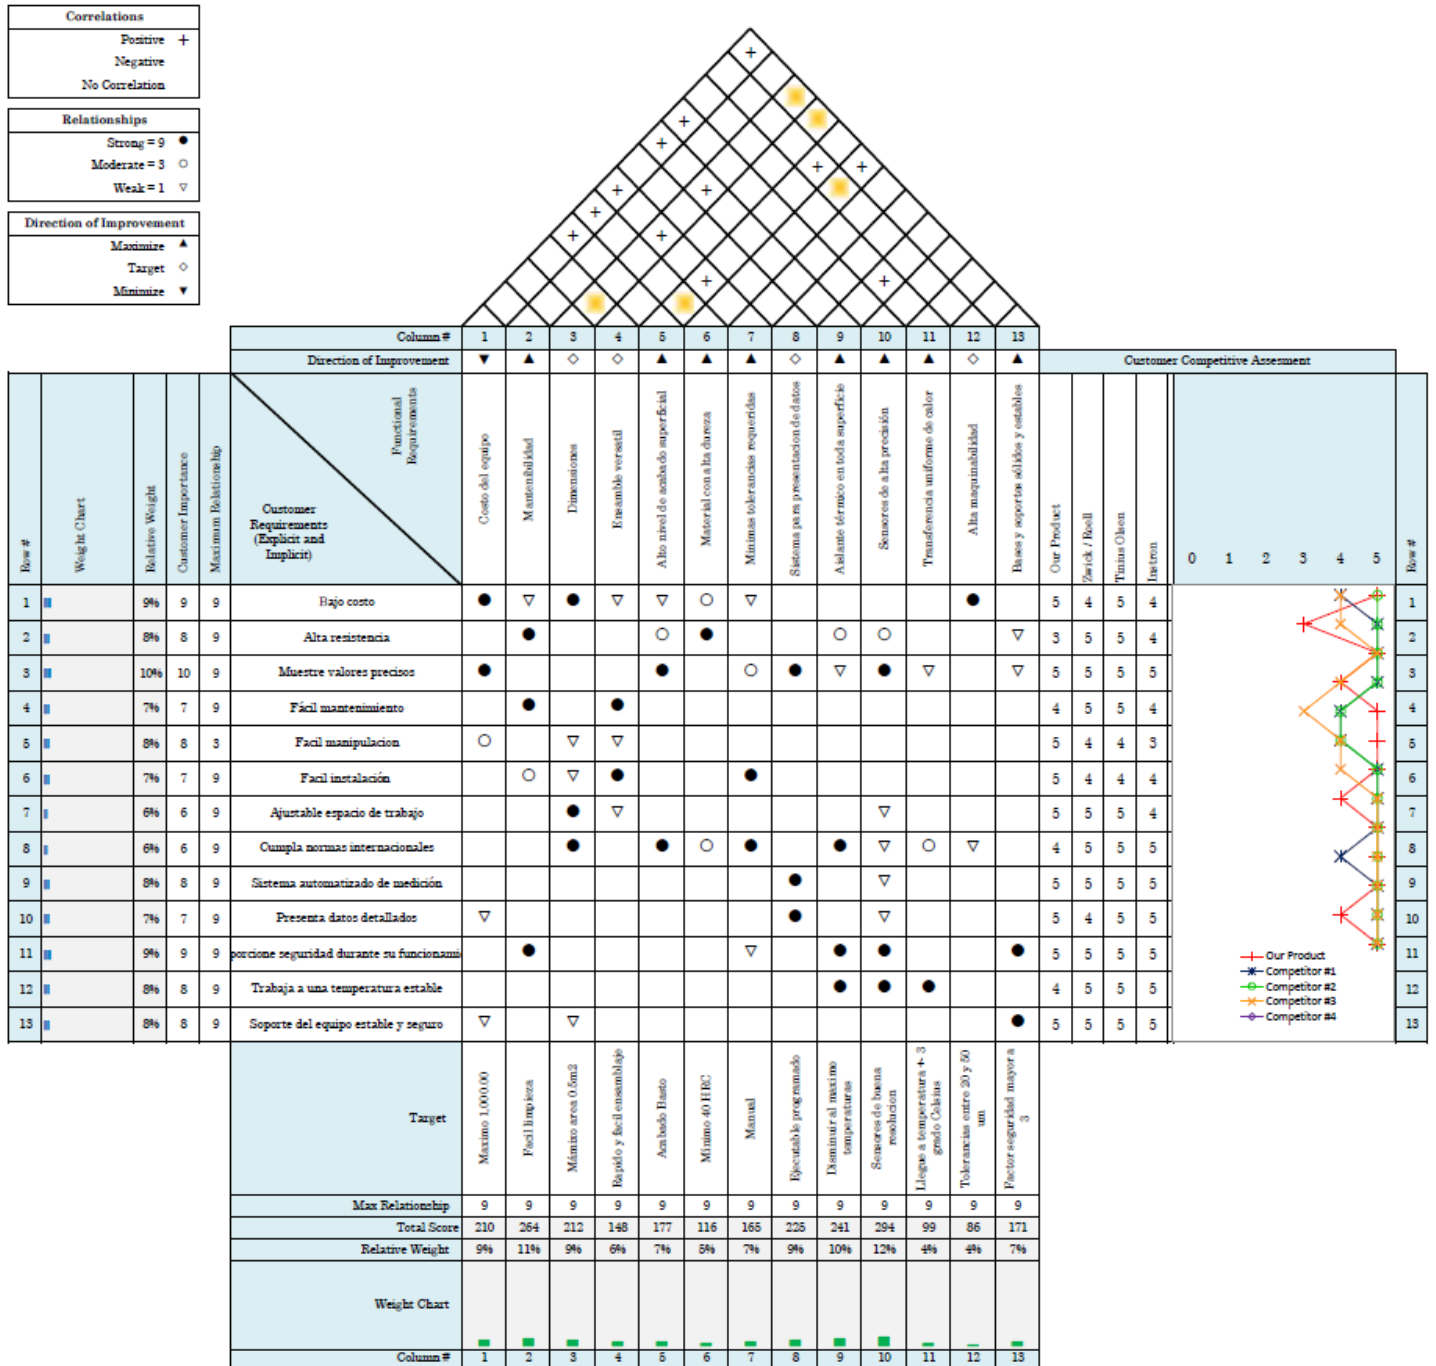 Correlations
Positive +
Negative
No Correlation
Relationships
Strong = 9 ●
Moderate = 3 ○
Weak = 1 ▽
Direction of Improvement
Maximize ▲
Target ◇
Minimize ▼
Column # 1 2 3 4 5 6 7 8 9 10 11 12 13
Direction of Improvement ▼ ▲ ◇ ◇ ▲ ▲ ▲ ◇ ▲ ▲ ▲ ◇ ▲
Customer Competitive Assesment
Row #
Weight Chart
Relative Weight
Customer Importance
Maximum Relationship
Functional Requirements
Customer
Requirements
(Explicit and
Implicit)
Costo del equipo
Mantenibilidad
Dimensiones
Ensamble versatil
Alto nivel de acabado superficial
Material con alta dureza
Minimas tolerancias requeridas
Sistema para presentacion de datos
Aislante térmico en toda superficie
Sensores de alta precisión
Transferencia uniforme de calor
Alta maquinabilidad
Bases y soportes sólidos y estables
Our Product
Zwick / Roell
Tinius Olsen
Instron
0 1 2 3 4 5
Row #
1 9% 9 9 Bajo costo ● ▽ ● ▽ ▽ ○ ▽ ● 5 4 5 4 1
2 8% 8 9 Alta resistencia ● ○ ● ○ ○ ▽ 3 5 5 4 2
3 10% 10 9 Muestre valores precisos ● ● ○ ● ▽ ● ▽ ▽ 5 5 5 5 3
4 7% 7 9 Fácil mantenimiento ● ● 4 5 5 4 4
5 8% 8 3 Facil manipulacion ○ ▽ ▽ 5 4 4 3 5
6 7% 7 9 Facil instalación ○ ▽ ● ● 5 4 4 4 6
7 6% 6 9 Ajustable espacio de trabajo ● ▽ ▽ 5 5 5 4 7
8 6% 6 9 Cumpla normas internacionales ● ● ○ ● ● ▽ ○ ▽ 4 5 5 5 8
9 8% 8 9 Sistema automatizado de medición ● ▽ 5 5 5 5 9
10 7% 7 9 Presenta datos detallados ▽ ● ▽ 5 4 5 5 10
11 9% 9 9 porcione seguridad durante su funcionami ● ▽ ● ● ● 5 5 5 5 11
12 8% 8 9 Trabaja a una temperatura estable ● ● ● 4 5 5 5 12
13 8% 8 9 Soporte del equipo estable y seguro ▽ ▽ ● 5 5 5 5 13
Our Product
Competitor #1
Competitor #2
Competitor #3
Competitor #4
Target
Maximo 1,000.00
Facil limpieza
Mámixo area 0.5m2
Rapido y facil ensamblaje
Acabado Basto
Minimo 40 HRC
Manual
Ejecutable programado
Disminuir al maximo
temperaturas
Sensores de buena
resolucion
Llegue a temperatura +- 3
grado Celsius
Tolerancias entre 20 y 50
um
Factor seguridad mayor a
3
Max Relationship 9 9 9 9 9 9 9 9 9 9 9 9 9
Total Score 210 264 212 148 177 116 165 225 241 294 99 86 171
Relative Weight 9% 11% 9% 6% 7% 5% 7% 9% 10% 12% 4% 4% 7%
Weight Chart
Column # 1 2 3 4 5 6 7 8 9 10 11 12 13